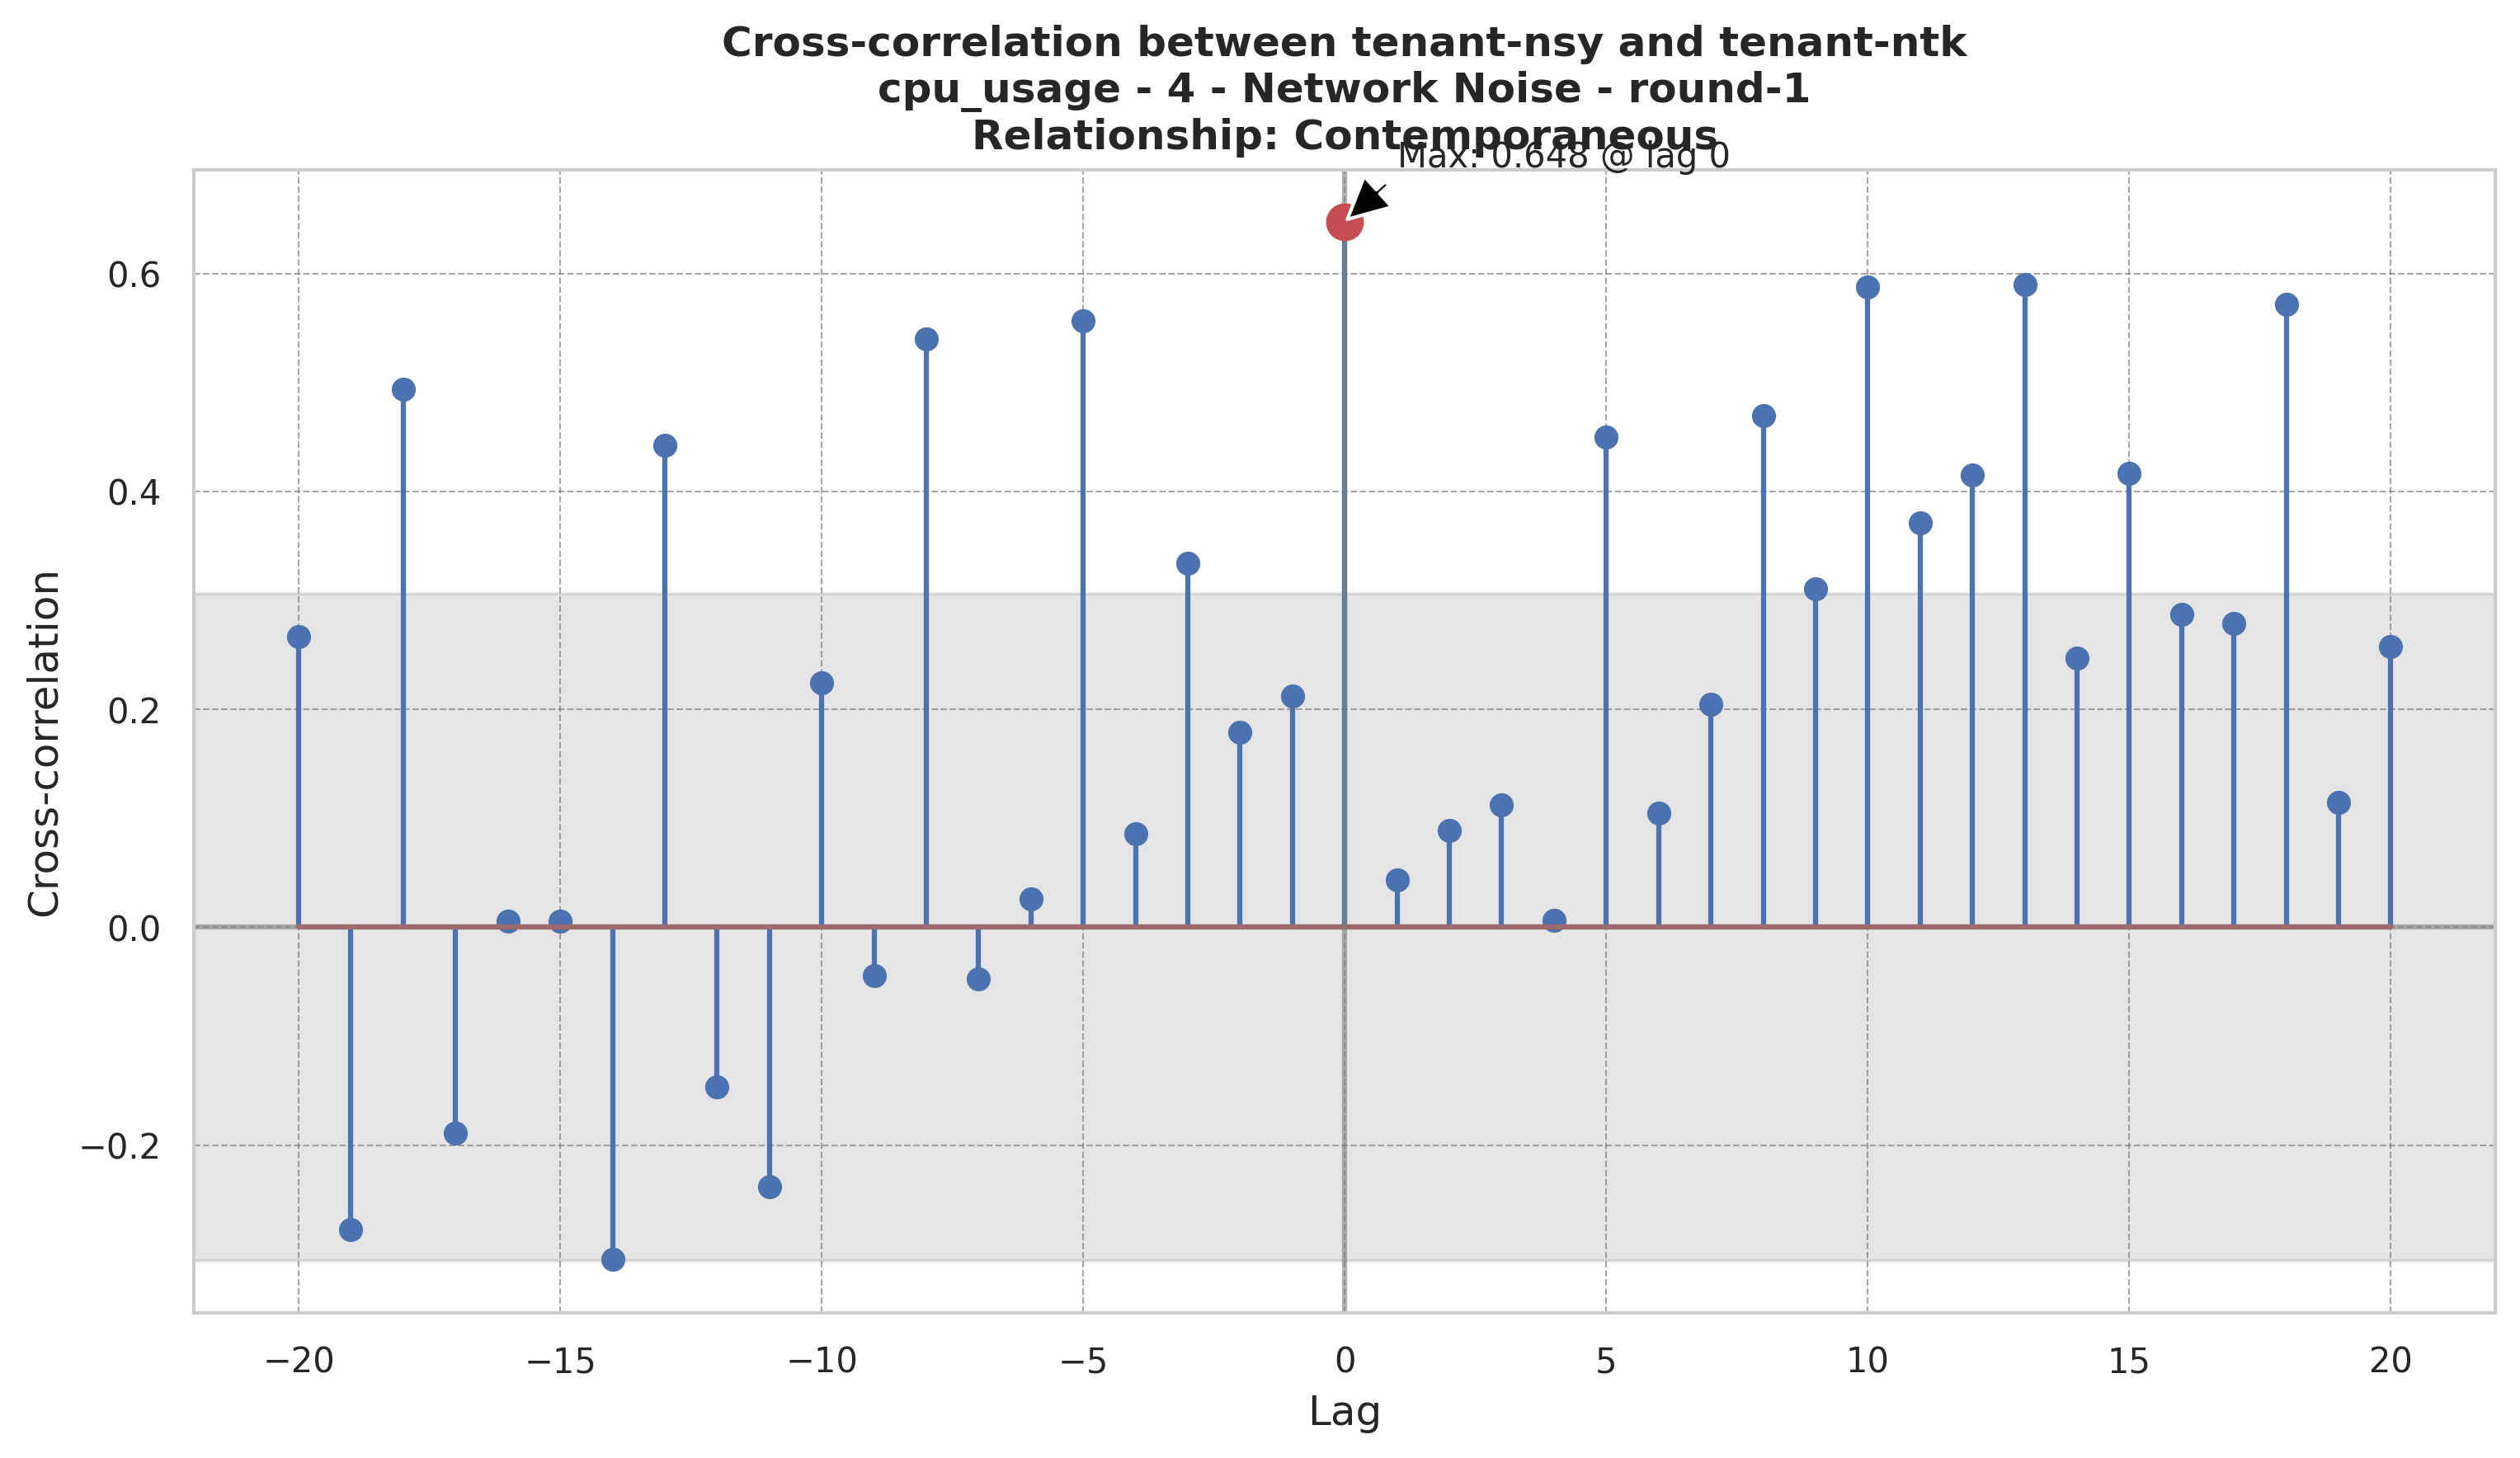 Cross-correlation between tenant-nsy and tenant-ntk
cpu_usage - 4 - Network Noise - round-1
Relationship: Contemporaneous
Max: 0.648 @ lag 0
0.6
0.4
0.2
0.0
−0.2
Cross-correlation
−20 −15 −10 −5 0 5 10 15 20
Lag